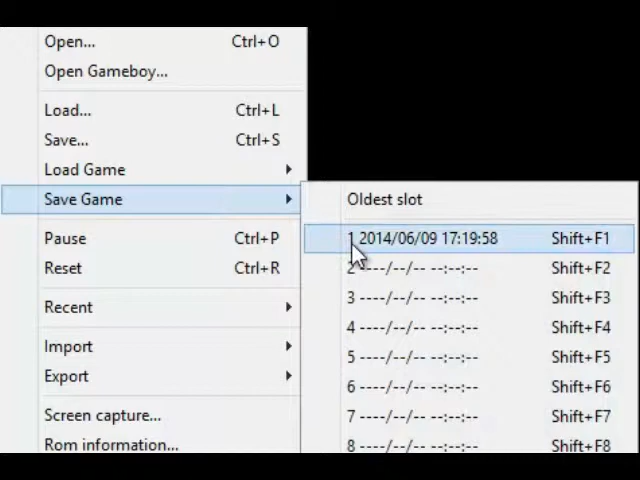 Open... Ctrl+O
Open Gameboy...
Load... Ctrl+L
Save... Ctrl+S
Load Game
Save Game
Pause Ctrl+P
Reset Ctrl+R
Recent
Import
Export
Screen capture...
Rom information...
Oldest slot
1 2014/06/09 17:19:58 Shift+F1
2 ----/--/-- --:--:-- Shift+F2
3 ----/--/-- --:--:-- Shift+F3
4 ----/--/-- --:--:-- Shift+F4
5 ----/--/-- --:--:-- Shift+F5
6 ----/--/-- --:--:-- Shift+F6
7 ----/--/-- --:--:-- Shift+F7
8 ----/--/-- --:--:-- Shift+F8